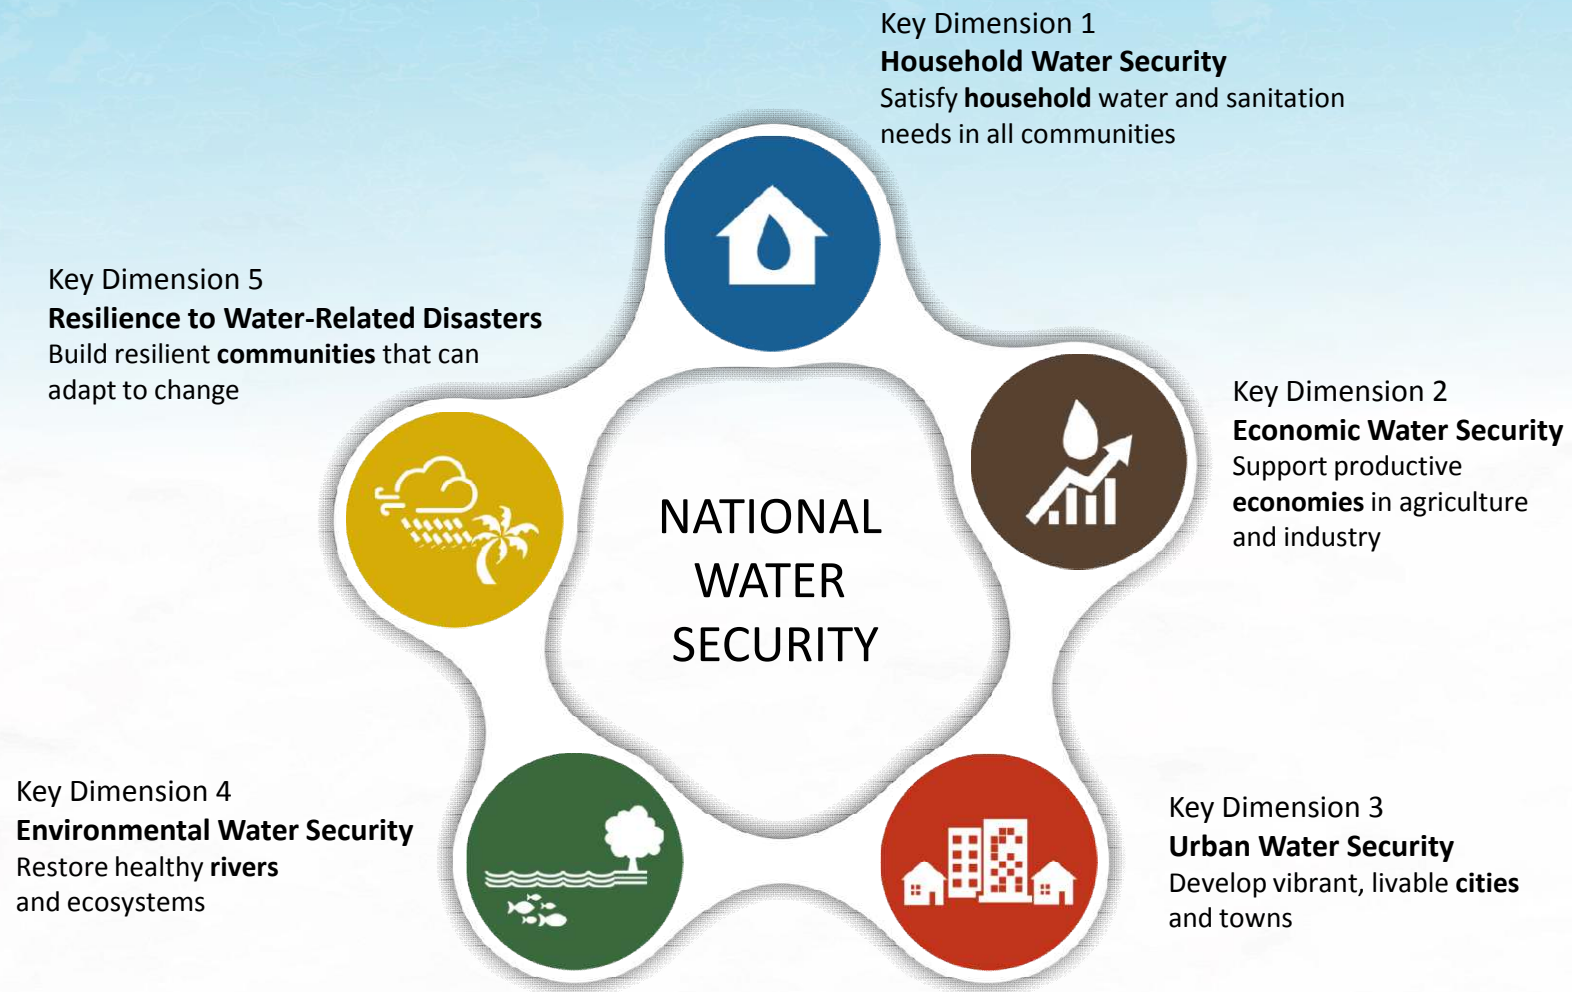 Key Dimension 1
Household Water Security
Satisfy household water and sanitation
needs in all communities
Key Dimension 5
Resilience to Water-Related Disasters
Build resilient communities that can
adapt to change
Key Dimension 2
Economic Water Security
Support productive
economies in agriculture
and industry
NATIONAL
WATER
SECURITY
Key Dimension 4
Environmental Water Security
Restore healthy rivers
and ecosystems
Key Dimension 3
Urban Water Security
Develop vibrant, livable cities
and towns